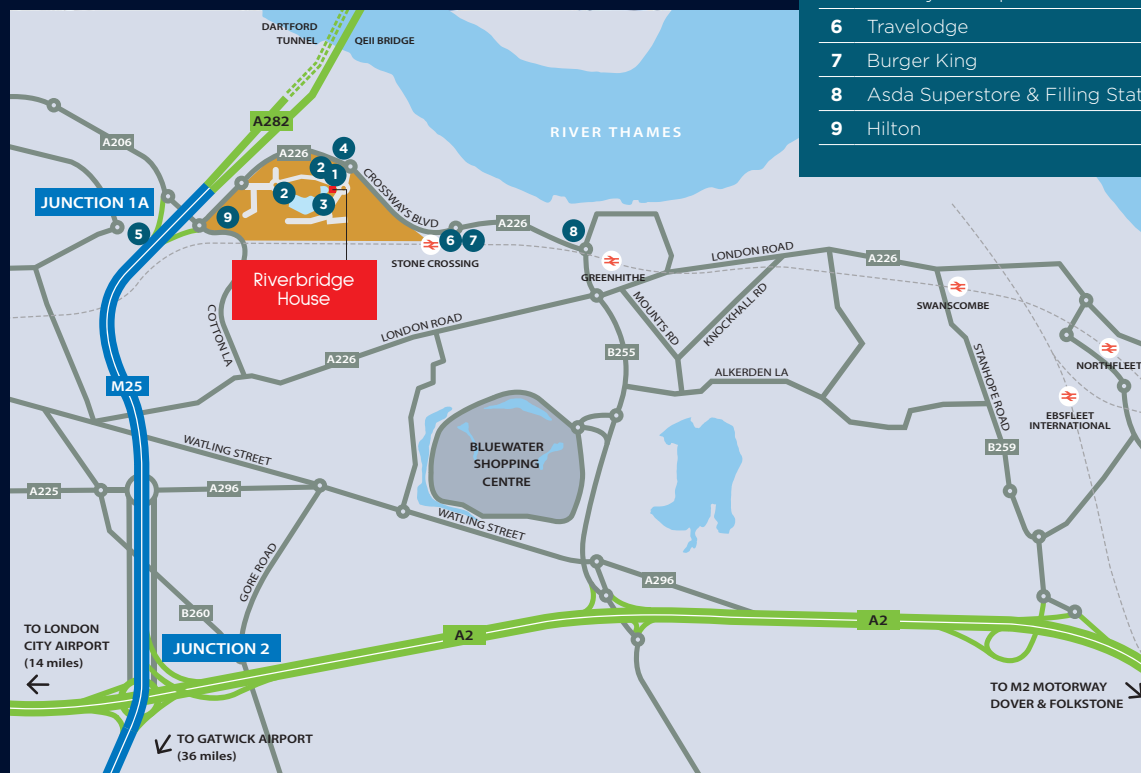 DARTFORD
TUNNEL
QEII BRIDGE
6 Travelodge
7 Burger King
8 Asda Superstore & Filling Stat
9 Hilton
RIVER THAMES
A282
A206
A226
4
2
1
2
3
9
5
JUNCTION 1A
CROSSWAYS BLVD
6
7
A226
8
STONE CROSSING
GREENHITHE
LONDON ROAD
A226
SWANSCOMBE
Riverbridge
House
COTTON LA
LONDON ROAD
A226
MOUNTS RD
KNOCKHALL RD
B255
ALKERDEN LA
STANHOPE ROAD
NORTHFLEET
EBSFLEET
INTERNATIONAL
M25
WATLING STREET
BLUEWATER
SHOPPING
CENTRE
B259
A225
A296
WATLING STREET
GORE ROAD
A296
B260
A2
A2
JUNCTION 2
TO LONDON
CITY AIRPORT
(14 miles)
TO M2 MOTORWAY
DOVER & FOLKSTONE
TO GATWICK AIRPORT
(36 miles)